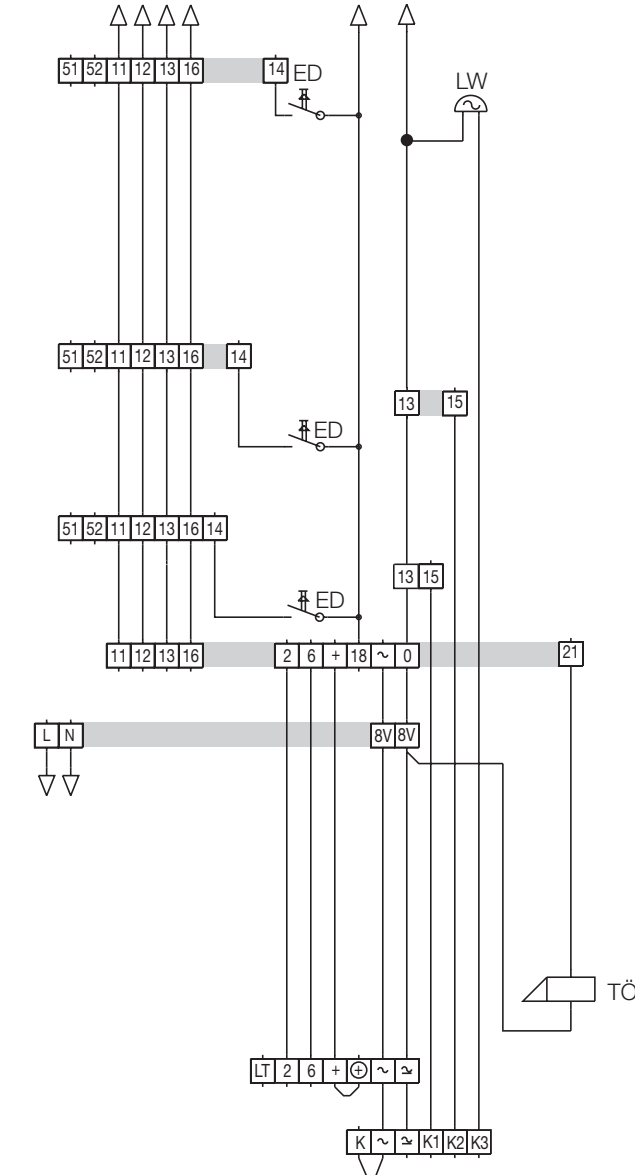 51 52 11 12 13 16 14 ED
LW
51 52 11 12 13 16 14
13 15
ED
51 52 11 12 13 16 14
13 15
ED
11 12 13 16 2 6 + 18 ~ 0 21
L N 8V 8V
TÖ
LT 2 6 + + ~ ≃
K ~ ≃ K1 K2 K3